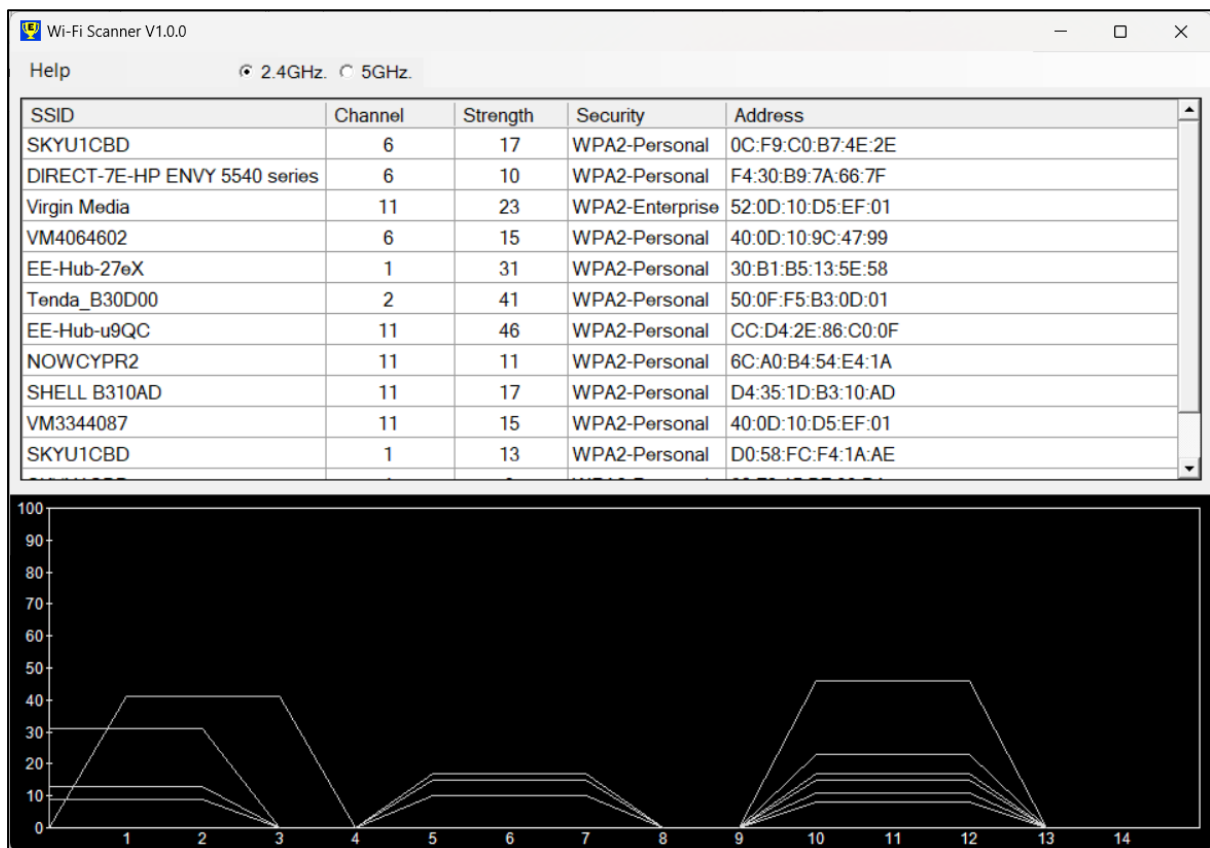 Wi-Fi Scanner V1.0.0
Help 2.4GHz. 5GHz.
SSID Channel Strength Security Address
SKYU1CBD 6 17 WPA2-Personal 0C:F9:C0:B7:4E:2E
DIRECT-7E-HP ENVY 5540 series 6 10 WPA2-Personal F4:30:B9:7A:66:7F
Virgin Media 11 23 WPA2-Enterprise 52:0D:10:D5:EF:01
VM4064602 6 15 WPA2-Personal 40:0D:10:9C:47:99
EE-Hub-27eX 1 31 WPA2-Personal 30:B1:B5:13:5E:58
Tenda_B30D00 2 41 WPA2-Personal 50:0F:F5:B3:0D:01
EE-Hub-u9QC 11 46 WPA2-Personal CC:D4:2E:86:C0:0F
NOWCYPR2 11 11 WPA2-Personal 6C:A0:B4:54:E4:1A
SHELL B310AD 11 17 WPA2-Personal D4:35:1D:B3:10:AD
VM3344087 11 15 WPA2-Personal 40:0D:10:D5:EF:01
SKYU1CBD 1 13 WPA2-Personal D0:58:FC:F4:1A:AE
100
90
80
70
60
50
40
30
20
10
0
1 2 3 4 5 6 7 8 9 10 11 12 13 14